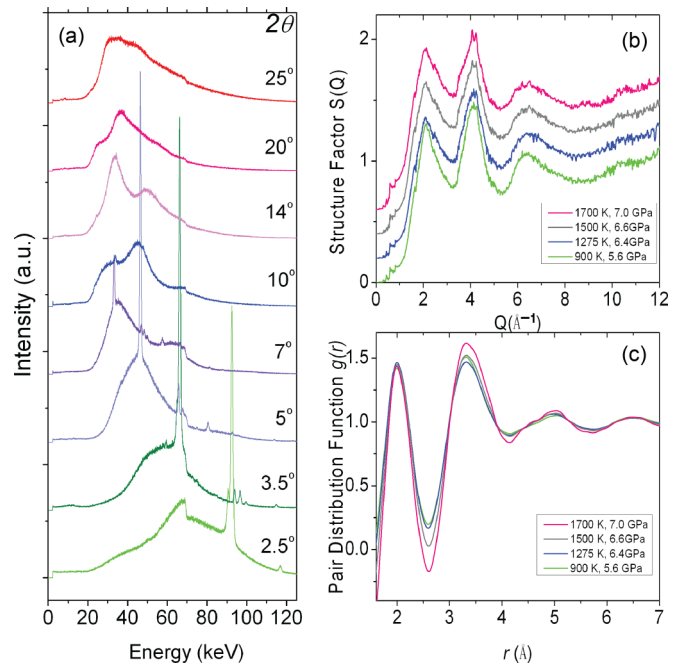 (a)
2θ
25°
20°
14°
10°
7°
5°
3.5°
2.5°
Intensity (a.u.)
0 20 40 60 80 100 120
Energy (keV)
(b)
Structure Factor S(Q)
2
1
0
1700 K, 7.0 GPa
1500 K, 6.6GPa
1275 K, 6.4GPa
900 K, 5.6 GPa
0 2 4 6 8 10 12
Q(Å⁻¹)
(c)
Pair Distribution Function g(r)
1.5
1.0
0.5
0.0
1700 K, 7.0 GPa
1500 K, 6.6GPa
1275 K, 6.4GPa
900 K, 5.6 GPa
2 3 4 5 6 7
r (Å)